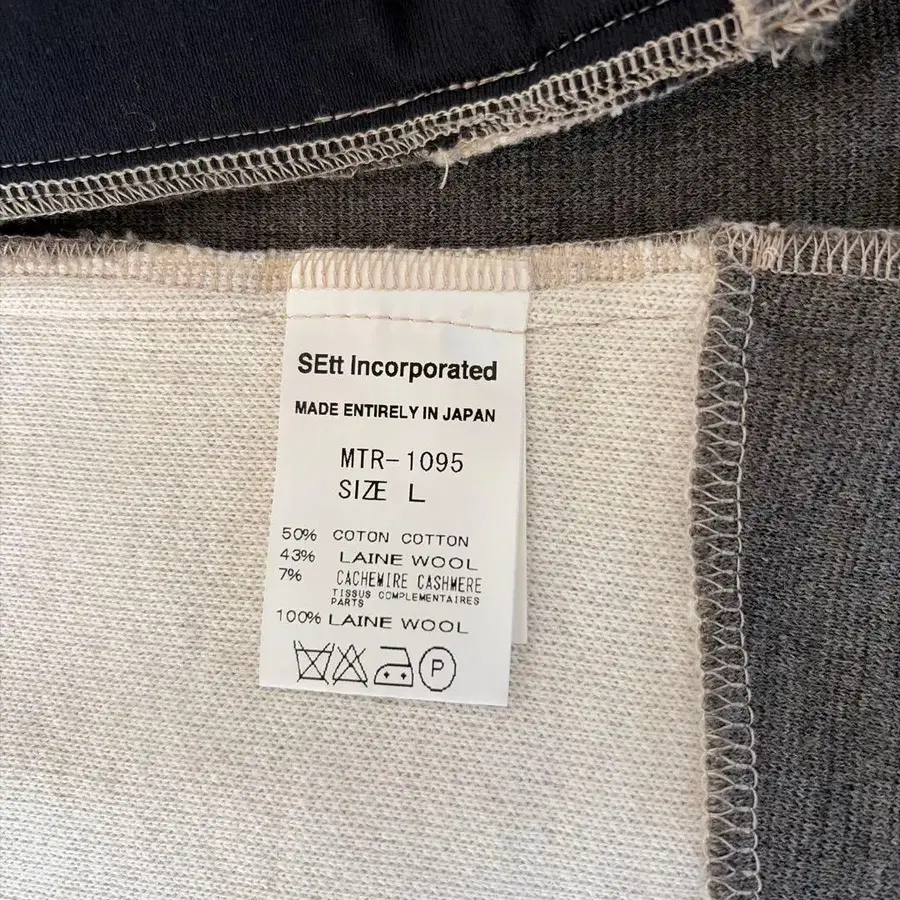 SEtt Incorporated
MADE ENTIRELY IN JAPAN
MTR-1095
SIZE L
50% COTON COTTON
43% LAINE WOOL
7% CACHEMIRE CASHMERE
TISSUS COMPLEMENTAIRES
PARTS
100% LAINE WOOL
P